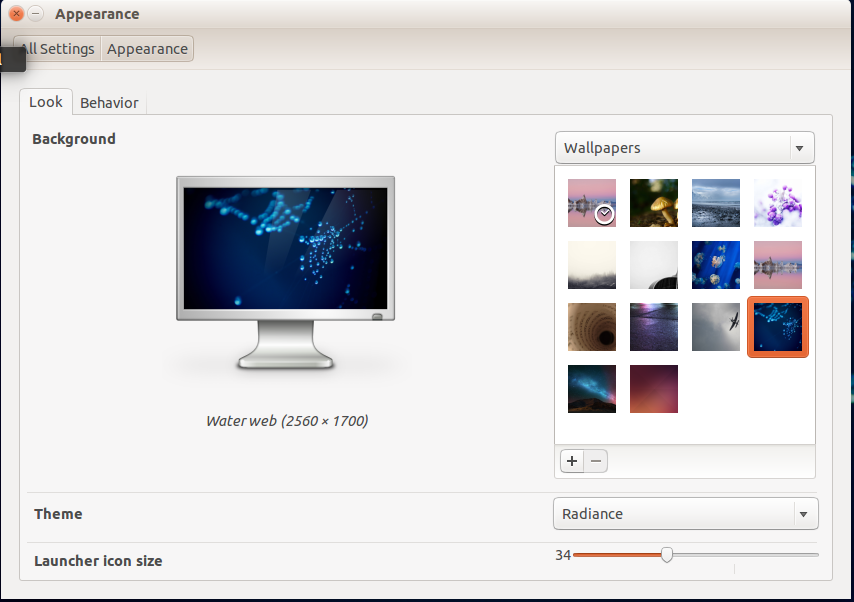 Appearance
All Settings Appearance
Look Behavior
Background
Wallpapers
Water web (2560 × 1700)
Theme
Radiance
Launcher icon size
34